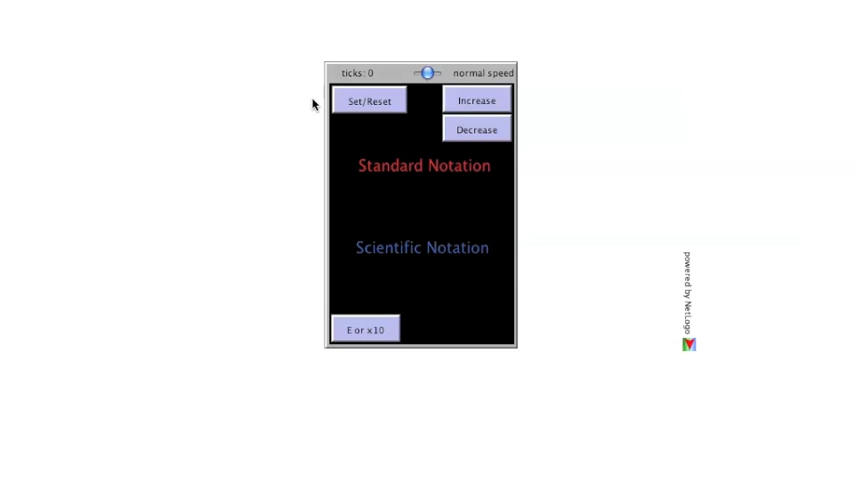 ticks: 0 normal speed
Set/Reset Increase
Decrease
Standard Notation
Scientific Notation
powered by NetLogo
E or x10